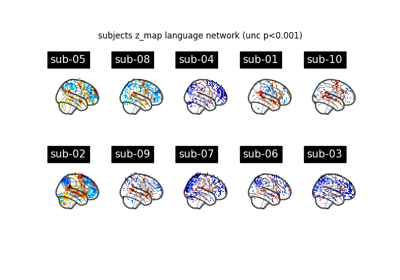 subjects z_map language network (unc p<0.001)
sub-05 sub-08 sub-04 sub-01 sub-10
sub-02 sub-09 sub-07 sub-06 sub-03